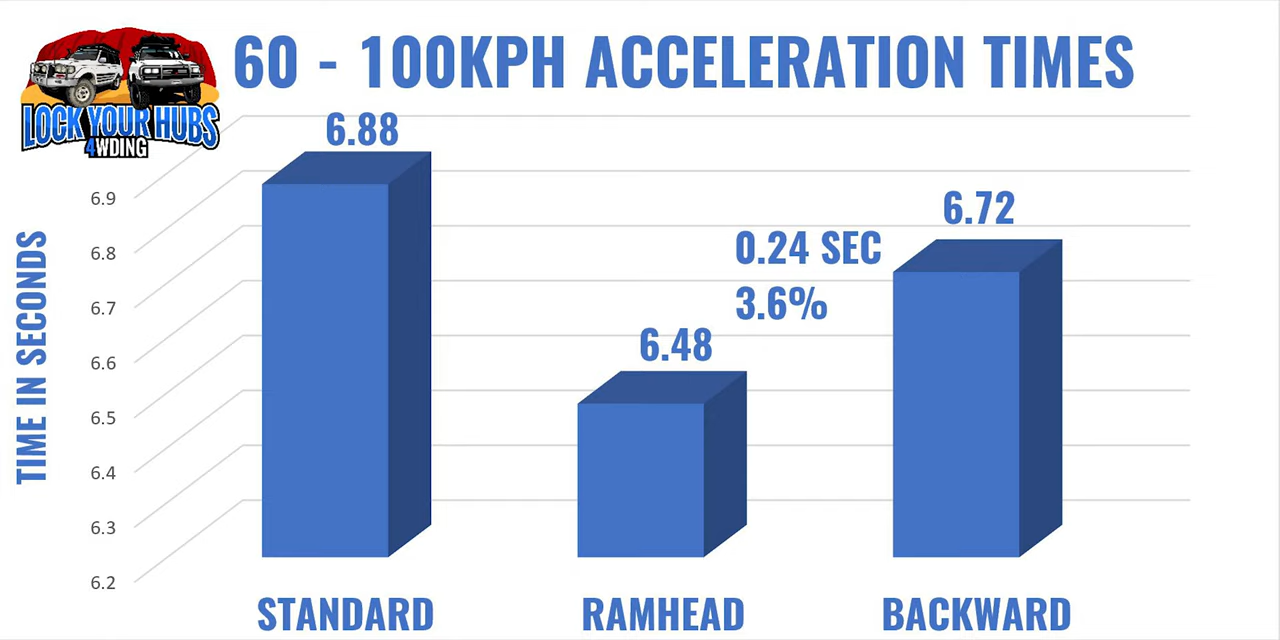 LOCK YOUR HUBS
4WDING
60 - 100KPH ACCELERATION TIMES
TIME IN SECONDS
6.9
6.8
6.7
6.6
6.5
6.4
6.3
6.2
6.88
6.48
0.24 SEC
3.6%
6.72
STANDARD
RAMHEAD
BACKWARD